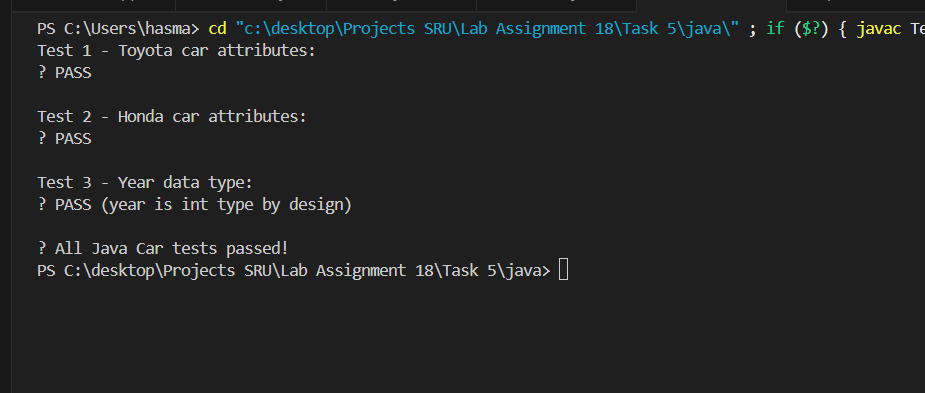 PS C:\Users\hasma> cd "c:\desktop\Projects SRU\Lab Assignment 18\Task 5\java\" ; if ($?) { javac Te
Test 1 - Toyota car attributes:
? PASS
Test 2 - Honda car attributes:
? PASS
Test 3 - Year data type:
? PASS (year is int type by design)
? All Java Car tests passed!
PS C:\desktop\Projects SRU\Lab Assignment 18\Task 5\java>